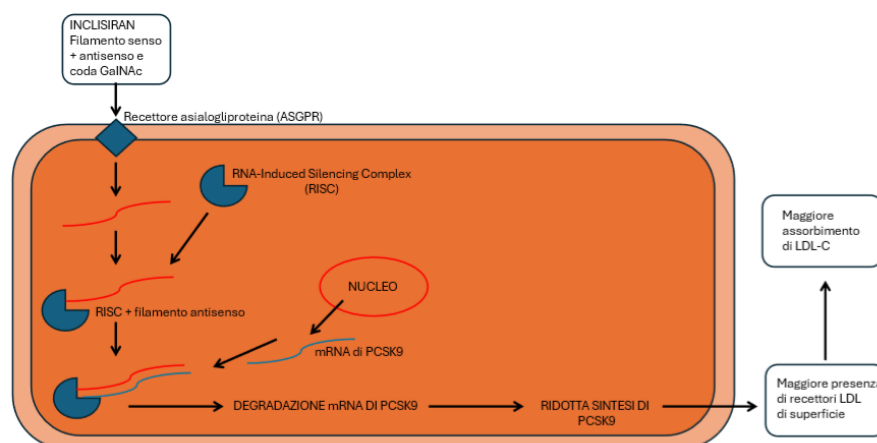 INCLISIRAN
Filamento senso
+ antisenso e
coda GalNAc
Recettore asialogliproteina (ASGPR)
RNA-Induced Silencing Complex
(RISC)
Maggiore
assorbimento
di LDL-C
NUCLEO
RISC + filamento antisenso
mRNA di PCSK9
DEGRADAZIONE mRNA DI PCSK9
RIDOTTA SINTESI DI
PCSK9
Maggiore presenza
di recettori LDL
di superficie